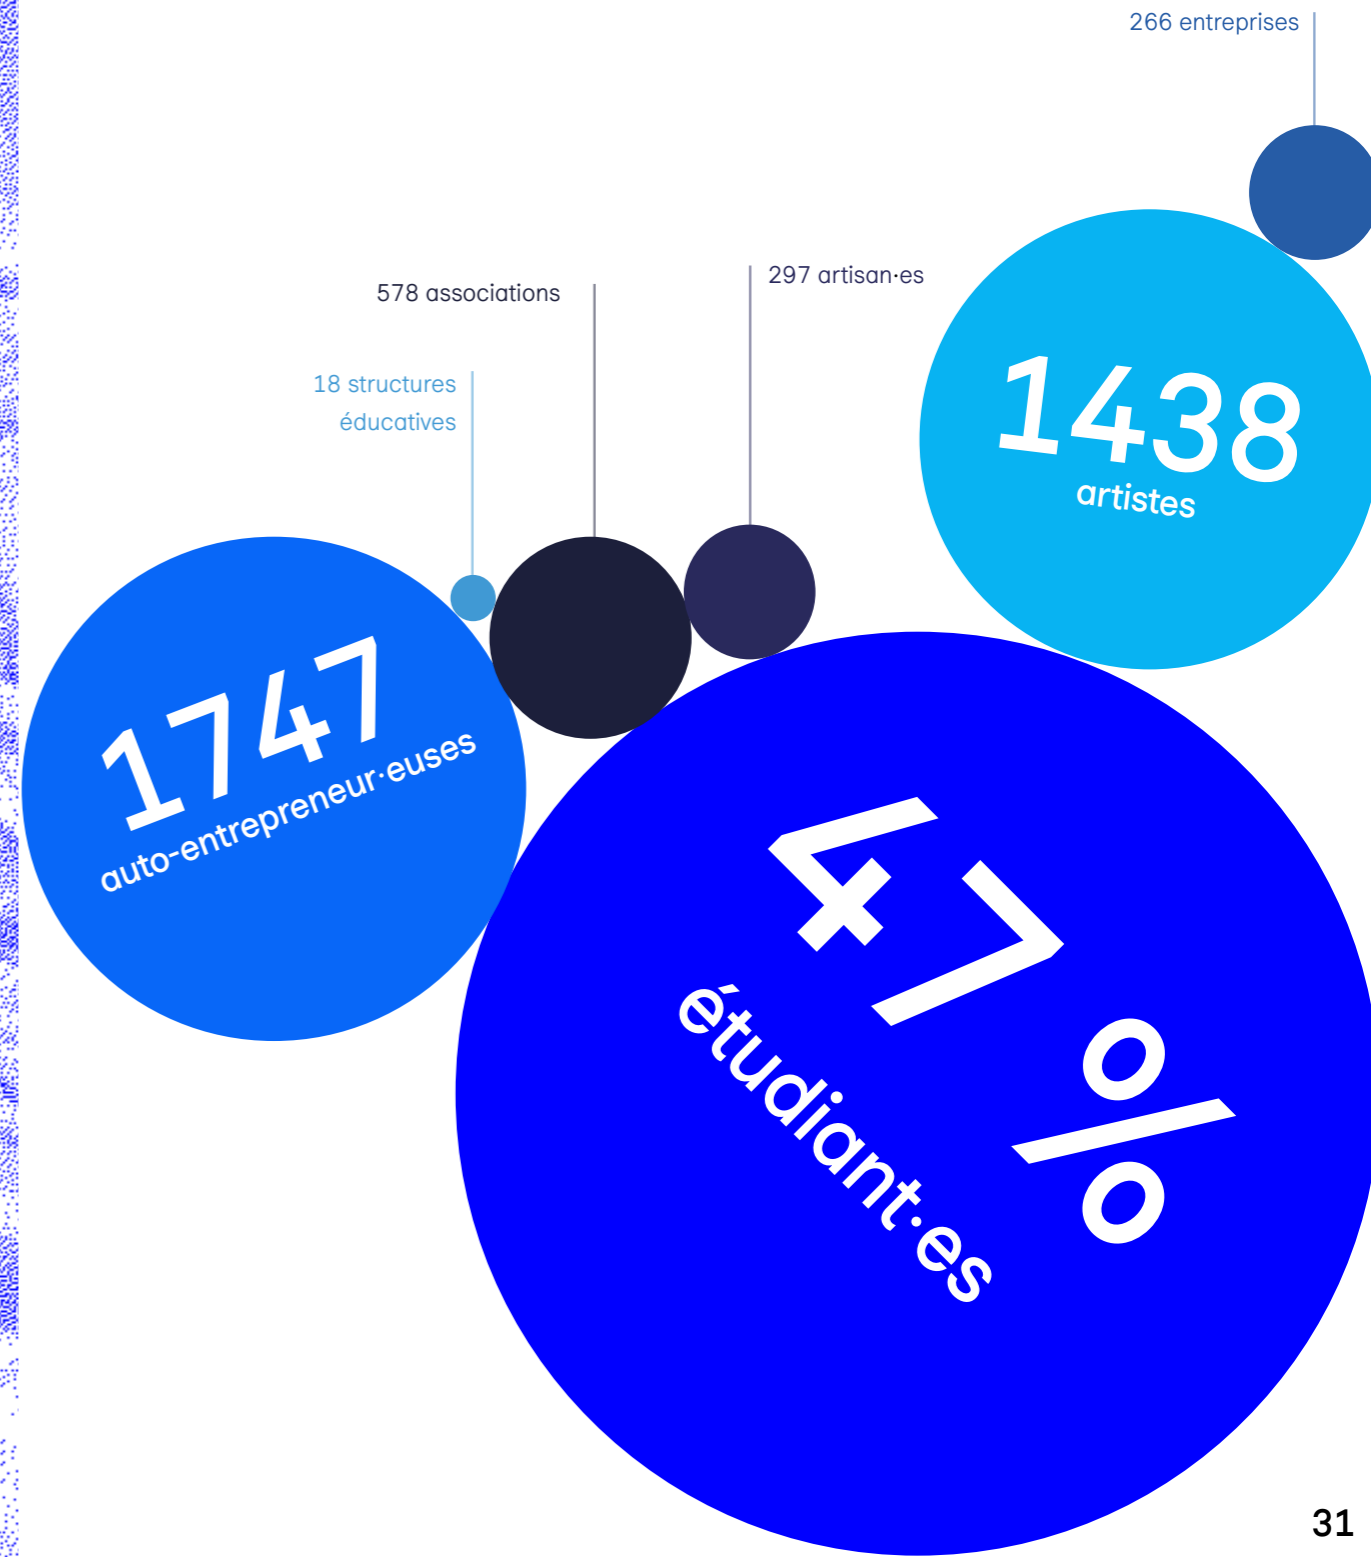 266 entreprises
297 artisan·es
578 associations
18 structures
éducatives
1438
artistes
1747
auto-entrepreneur·euses
47 %
étudiant·es
31